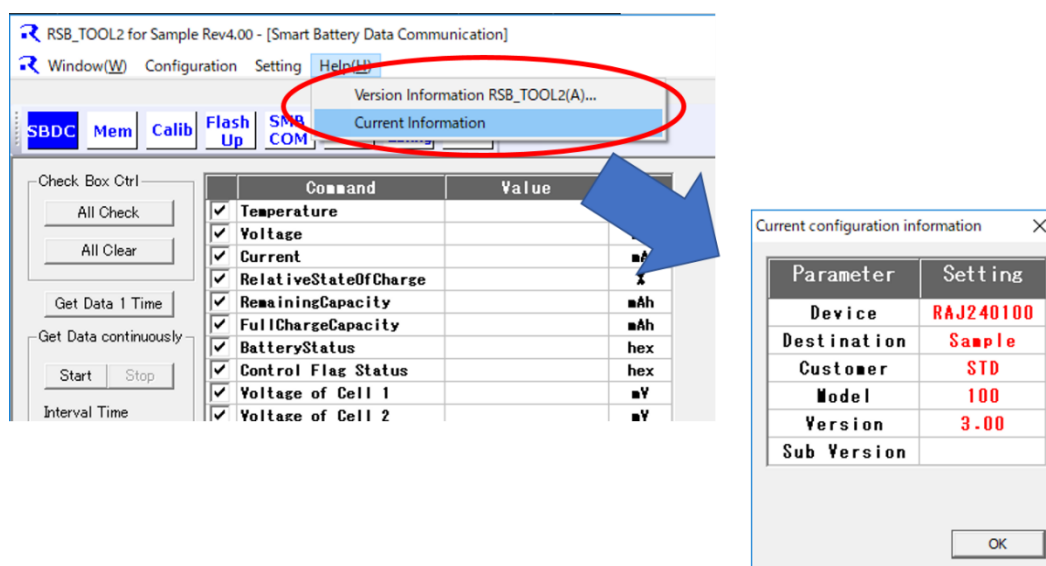 RSB_TOOL2 for Sample Rev4.00 - [Smart Battery Data Communication]
Window(W) Configuration Setting Help(H)
Version Information RSB_TOOL2(A)...
Current Information
SBDC Mem Calib Flash Up SMB COM
Check Box Ctrl
All Check
All Clear
Get Data 1 Time
Get Data continuously
Start Stop
Interval Time
Command Value
Temperature
Voltage
Current mA
RelativeStateOfCharge %
RemainingCapacity mAh
FullChargeCapacity mAh
BatteryStatus hex
Control Flag Status hex
Voltage of Cell 1 mV
Voltage of Cell 2 mV
Current configuration information
Parameter Setting
Device RAJ240100
Destination Sample
Customer STD
Model 100
Version 3.00
Sub Version
OK